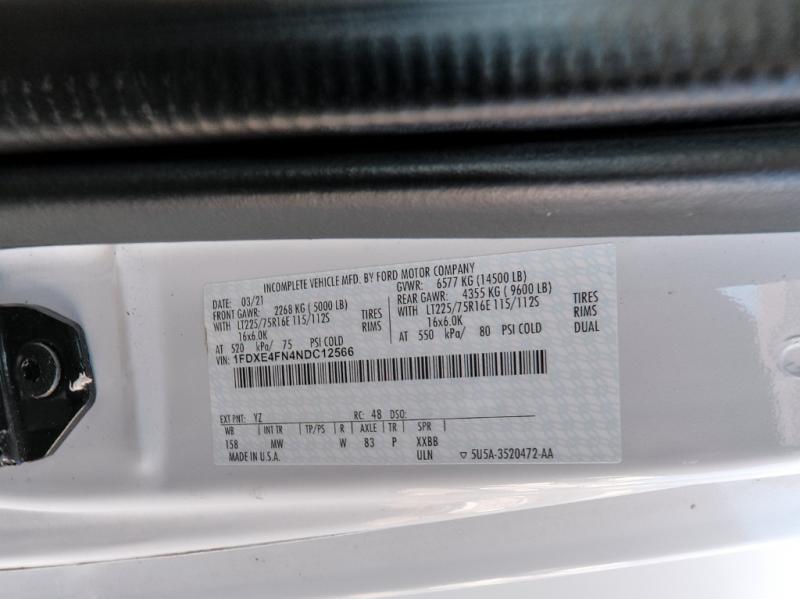 INCOMPLETE VEHICLE MFD. BY FORD MOTOR COMPANY
DATE: 03/21 GVWR: 6577 KG (14500 LB)
FRONT GAWR: 2268 KG ( 5000 LB) REAR GAWR: 4355 KG ( 9600 LB)
WITH LT225/75R16E 115/112S TIRES WITH LT225/75R16E 115/112S TIRES
16x6.0K RIMS 16x6.0K RIMS
AT 520 kPa/ 75 PSI COLD AT 550 kPa/ 80 PSI COLD DUAL
VIN: 1FDXE4FN4NDC12566
EXT PNT: YZ RC: 48 DSO:
WB INT TR TP/PS R AXLE TR SPR
158 MW W 83 P XXBB
MADE IN U.S.A. ULN ▽ 5U5A-3520472-AA